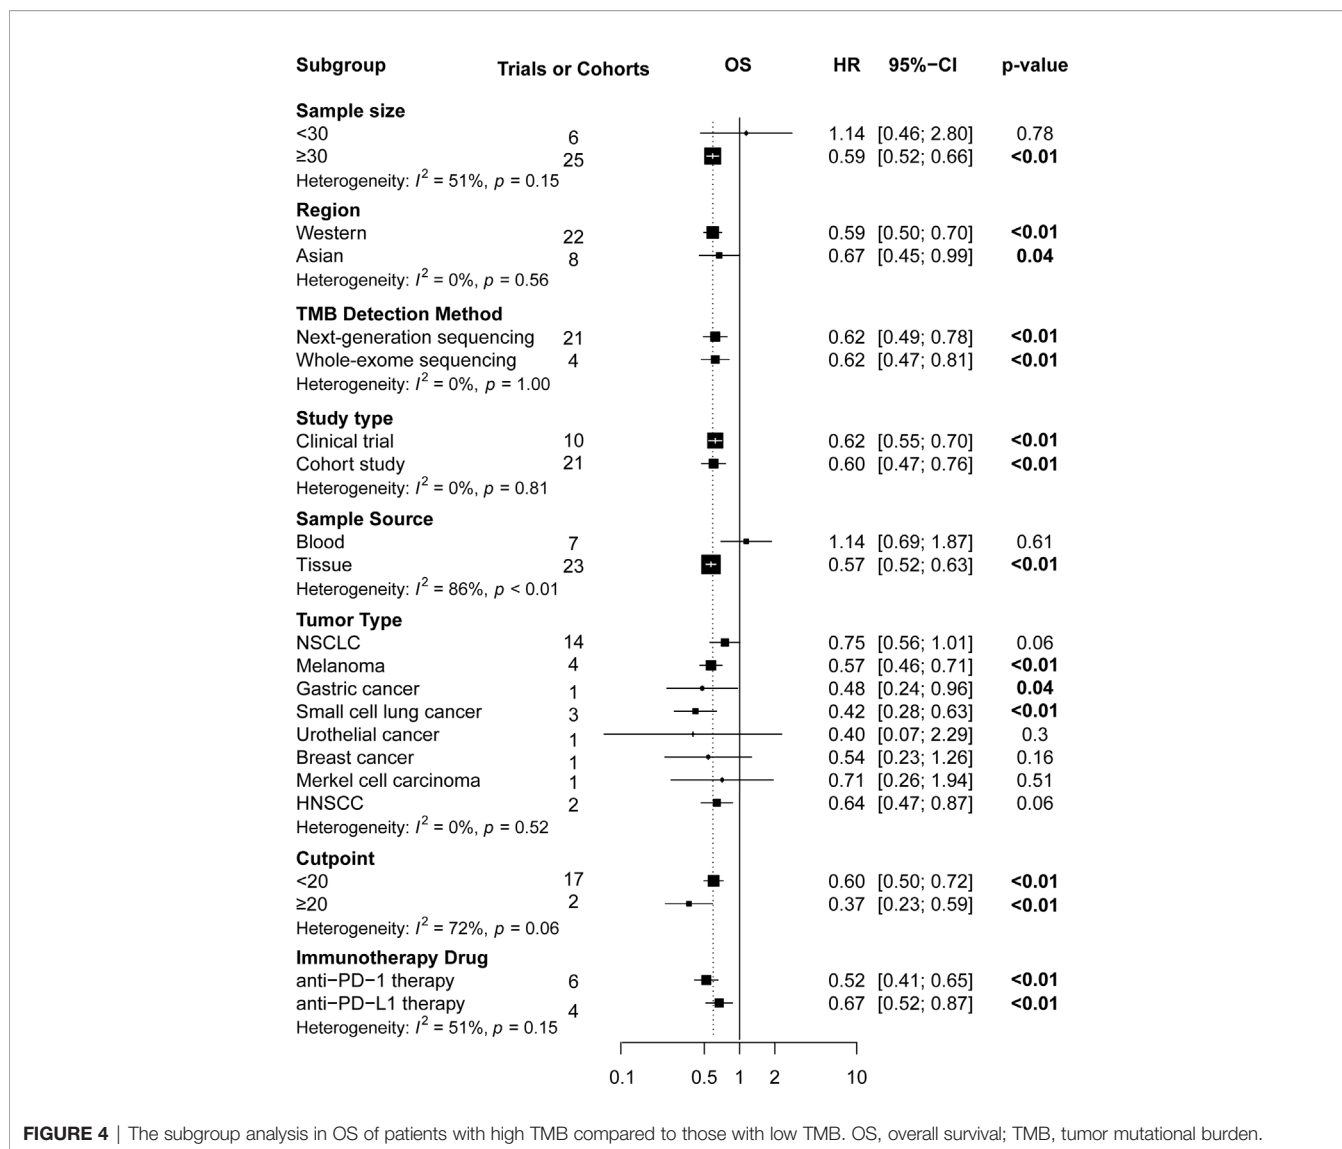 Subgroup Trials or Cohorts OS HR 95%−CI p-value
Sample size
<30 6 1.14 [0.46; 2.80] 0.78
≥30 25 0.59 [0.52; 0.66] <0.01
Heterogeneity: I² = 51%, p = 0.15
Region
Western 22 0.59 [0.50; 0.70] <0.01
Asian 8 0.67 [0.45; 0.99] 0.04
Heterogeneity: I² = 0%, p = 0.56
TMB Detection Method
Next-generation sequencing 21 0.62 [0.49; 0.78] <0.01
Whole-exome sequencing 4 0.62 [0.47; 0.81] <0.01
Heterogeneity: I² = 0%, p = 1.00
Study type
Clinical trial 10 0.62 [0.55; 0.70] <0.01
Cohort study 21 0.60 [0.47; 0.76] <0.01
Heterogeneity: I² = 0%, p = 0.81
Sample Source
Blood 7 1.14 [0.69; 1.87] 0.61
Tissue 23 0.57 [0.52; 0.63] <0.01
Heterogeneity: I² = 86%, p < 0.01
Tumor Type
NSCLC 14 0.75 [0.56; 1.01] 0.06
Melanoma 4 0.57 [0.46; 0.71] <0.01
Gastric cancer 1 0.48 [0.24; 0.96] 0.04
Small cell lung cancer 3 0.42 [0.28; 0.63] <0.01
Urothelial cancer 1 0.40 [0.07; 2.29] 0.3
Breast cancer 1 0.54 [0.23; 1.26] 0.16
Merkel cell carcinoma 1 0.71 [0.26; 1.94] 0.51
HNSCC 2 0.64 [0.47; 0.87] 0.06
Heterogeneity: I² = 0%, p = 0.52
Cutpoint
<20 17 0.60 [0.50; 0.72] <0.01
≥20 2 0.37 [0.23; 0.59] <0.01
Heterogeneity: I² = 72%, p = 0.06
Immunotherapy Drug
anti−PD−1 therapy 6 0.52 [0.41; 0.65] <0.01
anti−PD−L1 therapy 4 0.67 [0.52; 0.87] <0.01
Heterogeneity: I² = 51%, p = 0.15
0.1 0.5 1 2 10
FIGURE 4 | The subgroup analysis in OS of patients with high TMB compared to those with low TMB. OS, overall survival; TMB, tumor mutational burden.